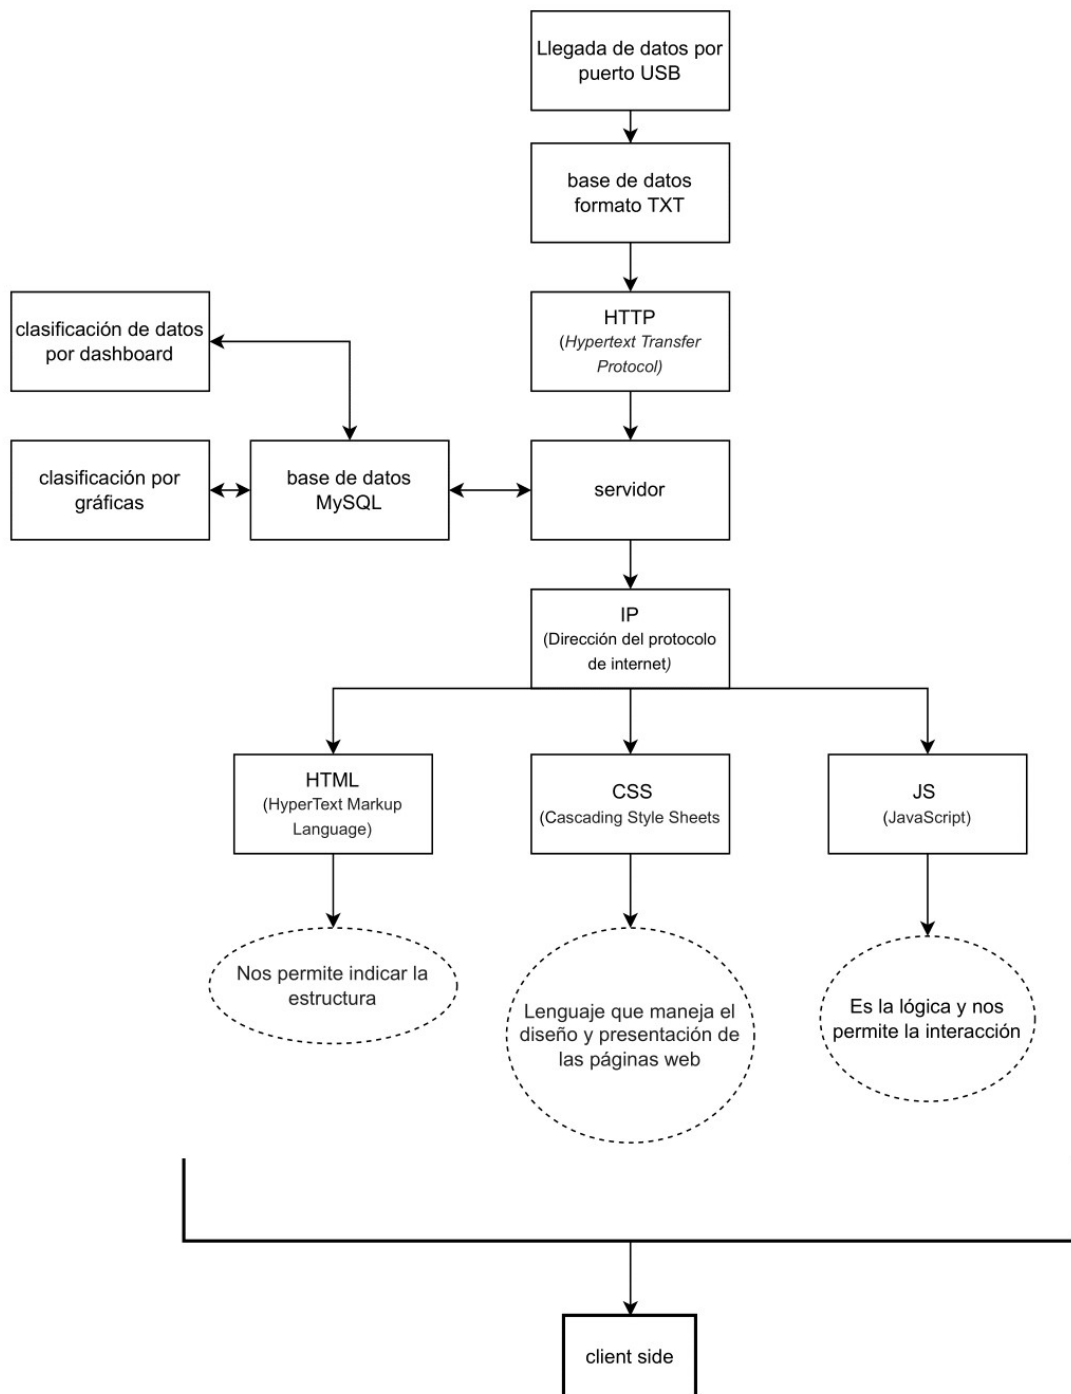 Llegada de datos por
puerto USB
base de datos
formato TXT
HTTP
(Hypertext Transfer
Protocol)
clasificación de datos
por dashboard
clasificación por
gráficas
base de datos
MySQL
servidor
IP
(Dirección del protocolo
de internet)
HTML
(HyperText Markup
Language)
CSS
(Cascading Style Sheets
JS
(JavaScript)
Nos permite indicar la
estructura
Lenguaje que maneja el
diseño y presentación de
las páginas web
Es la lógica y nos
permite la interacción
client side